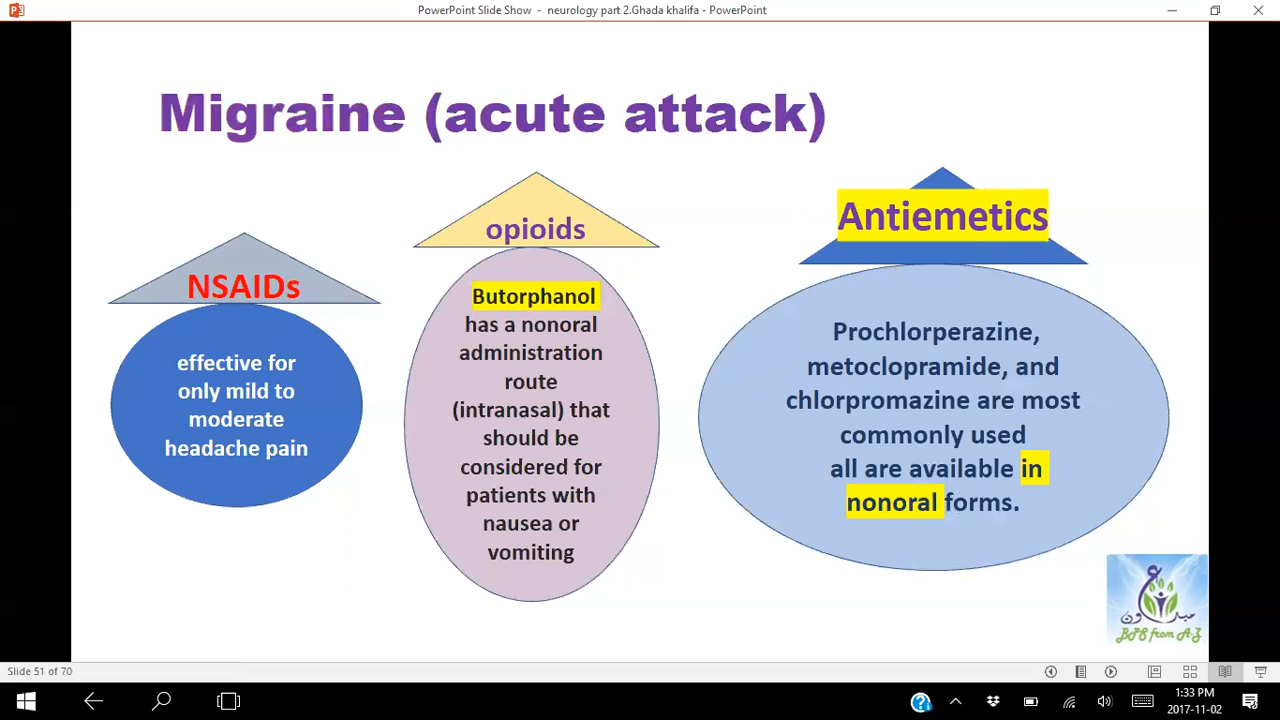 PowerPoint Slide Show - neurology part 2.Ghada khalifa - PowerPoint
Migraine (acute attack)
NSAIDs
effective for
only mild to
moderate
headache pain
opioids
Butorphanol
has a nonoral
administration
route
(intranasal) that
should be
considered for
patients with
nausea or
vomiting
Antiemetics
Prochlorperazine,
metoclopramide, and
chlorpromazine are most
commonly used
all are available in
nonoral forms.
مبدعون
BPS from A-Z
Slide 51 of 70
1:33 PM
2017-11-02